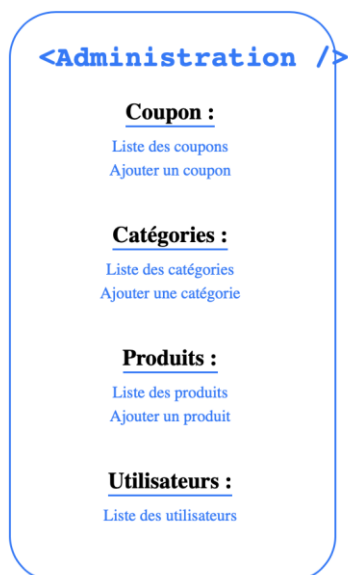 <Administration />
Coupon :
Liste des coupons
Ajouter un coupon
Catégories :
Liste des catégories
Ajouter une catégorie
Produits :
Liste des produits
Ajouter un produit
Utilisateurs :
Liste des utilisateurs